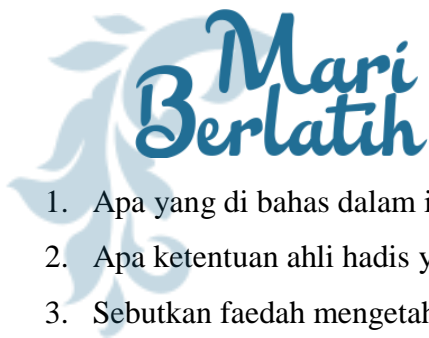 Mari
Berlatih
1. Apa yang di bahas dalam i
2. Apa ketentuan ahli hadis y
3. Sebutkan faedah mengetah